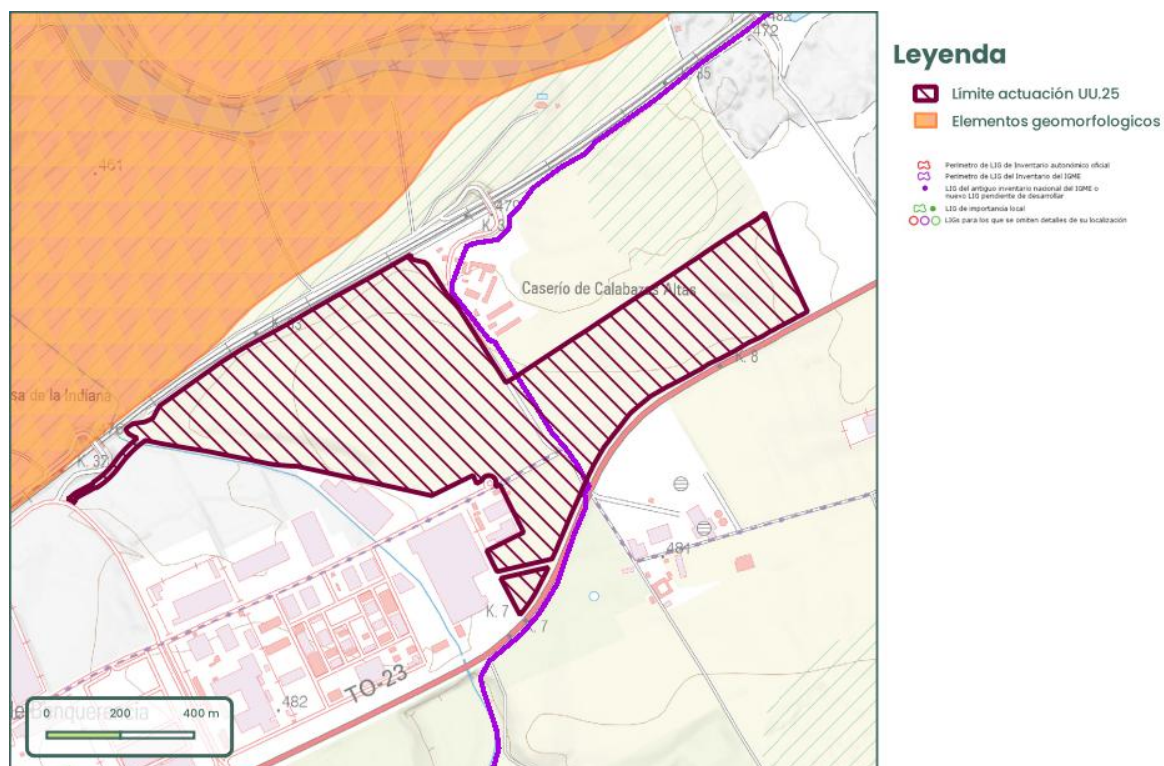 Leyenda
Límite actuación UU.25
Elementos geomorfologicos
Perímetro de LIG de Inventario autonómico oficial
Perímetro de LIG del Inventario del IGME
LIG del antiguo inventario nacional del IGME o
nuevo LIG pendiente de desarrollar
LIG de importancia local
LIGs para los que se omiten detalles de su localización
482
472
461
Caserío de Calabazas Altas
K. 8
sa de la Indiana
K. 32
481
K. 7
K. 7
TO-23
482
0 200 400 m